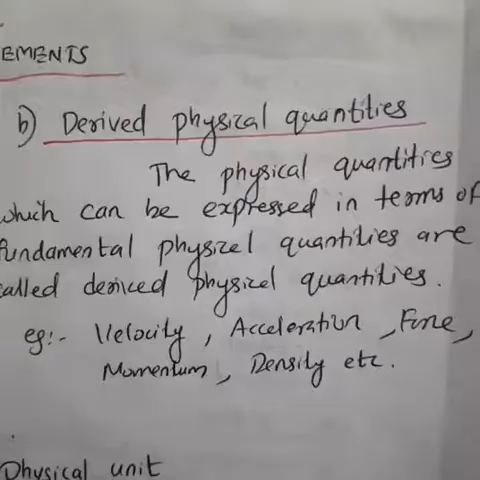 EMENTS
b) Derived physical quantities
The physical quantities
which can be expressed in terms of
fundamental physical quantities are
called derived physical quantities.
eg:- Velocity, Acceleration, Force,
Momentum, Density etc.
Physical unit